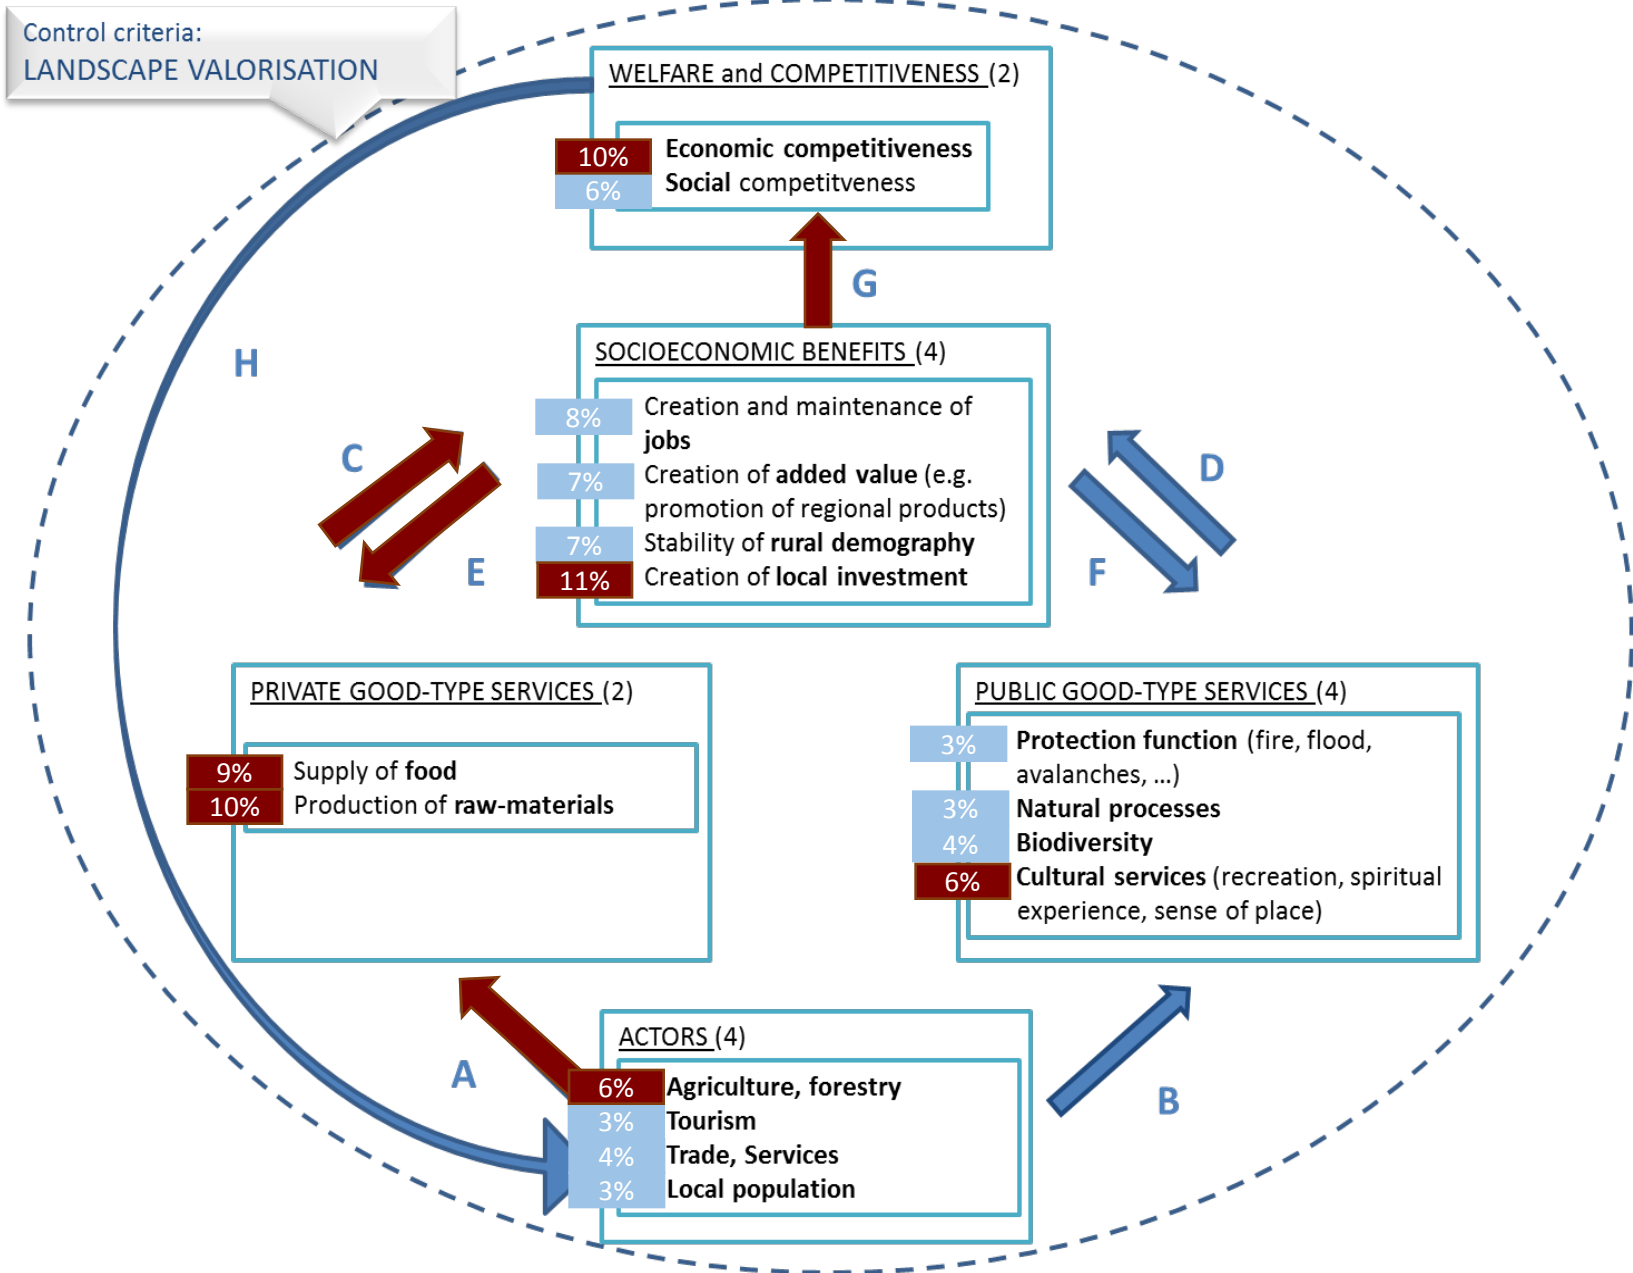 Control criteria:
LANDSCAPE VALORISATION
WELFARE and COMPETITIVENESS (2)
10% Economic competitiveness
6% Social competitveness
G
H
SOCIOECONOMIC BENEFITS (4)
8% Creation and maintenance of
jobs
7% Creation of added value (e.g.
promotion of regional products)
7% Stability of rural demography
11% Creation of local investment
C
E
D
F
PRIVATE GOOD-TYPE SERVICES (2)
9% Supply of food
10% Production of raw-materials
PUBLIC GOOD-TYPE SERVICES (4)
3% Protection function (fire, flood,
avalanches, ...)
3% Natural processes
4% Biodiversity
6% Cultural services (recreation, spiritual
experience, sense of place)
A
B
ACTORS (4)
6% Agriculture, forestry
3% Tourism
4% Trade, Services
3% Local population